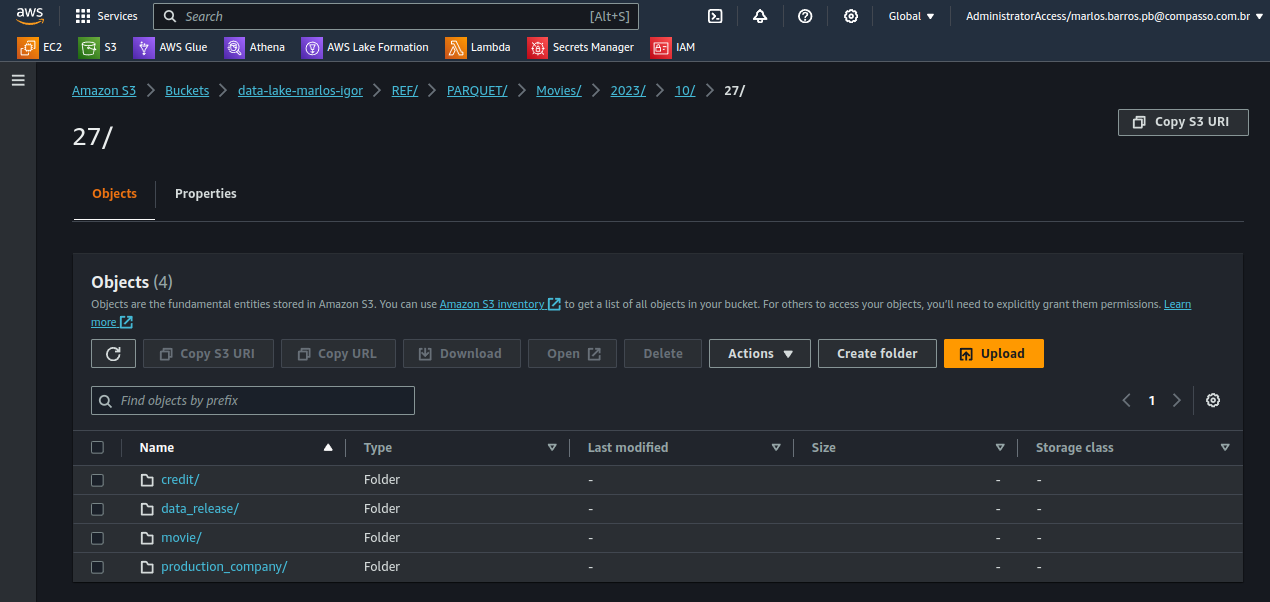 aws Services Search [Alt+S] Global AdministratorAccess/marlos.barros.pb@compasso.com.br
EC2 S3 AWS Glue Athena AWS Lake Formation Lambda Secrets Manager IAM
Amazon S3 Buckets data-lake-marlos-igor REF/ PARQUET/ Movies/ 2023/ 10/ 27/
27/ Copy S3 URI
Objects Properties
Objects (4)
Objects are the fundamental entities stored in Amazon S3. You can use Amazon S3 inventory to get a list of all objects in your bucket. For others to access your objects, you'll need to explicitly grant them permissions. Learn
more
Copy S3 URI Copy URL Download Open Delete Actions Create folder Upload
Find objects by prefix 1
Name Type Last modified Size Storage class
credit/ Folder - - -
data_release/ Folder - - -
movie/ Folder - - -
production_company/ Folder - - -